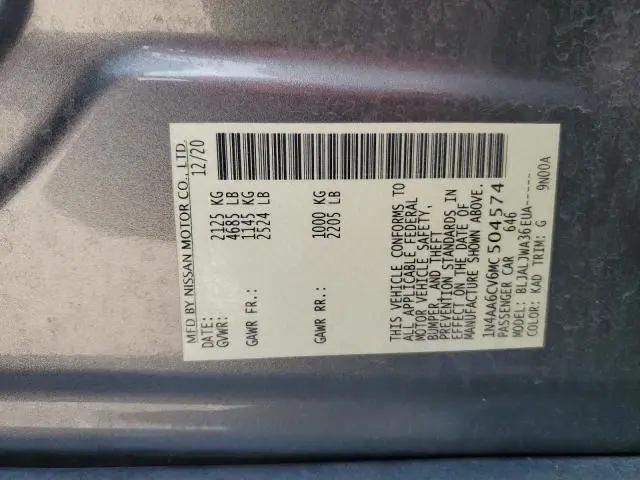 MFD BY NISSAN MOTOR CO., LTD.
DATE: 12/20
GVWR: 2125 KG
4685 LB
GAWR FR.: 1145 KG
2524 LB
GAWR RR.: 1000 KG
2205 LB
THIS VEHICLE CONFORMS TO
ALL APPLICABLE FEDERAL
MOTOR VEHICLE SAFETY,
BUMPER, AND THEFT
PREVENTION STANDARDS IN
EFFECT ON THE DATE OF
MANUFACTURE SHOWN ABOVE.
1N4AA6CV6MC504574
PASSENGER CAR 646
MODEL: BLJALJWA36EUA-----
COLOR: KAD TRIM: G 9N00A